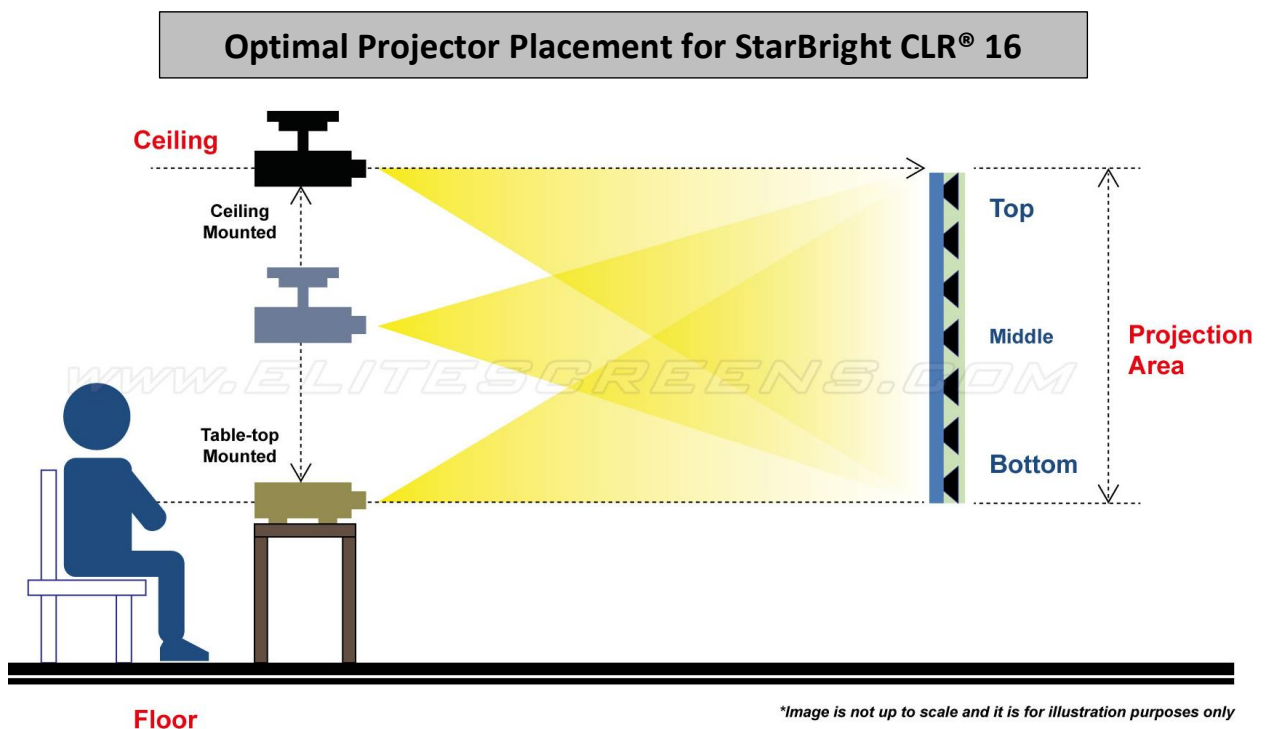 Optimal Projector Placement for StarBright CLR® 16
Ceiling
Ceiling
Mounted
Top
Middle
Projection
Area
WWW.ELITESCREENS.COM
Table-top
Mounted
Bottom
Floor
*Image is not up to scale and it is for illustration purposes only